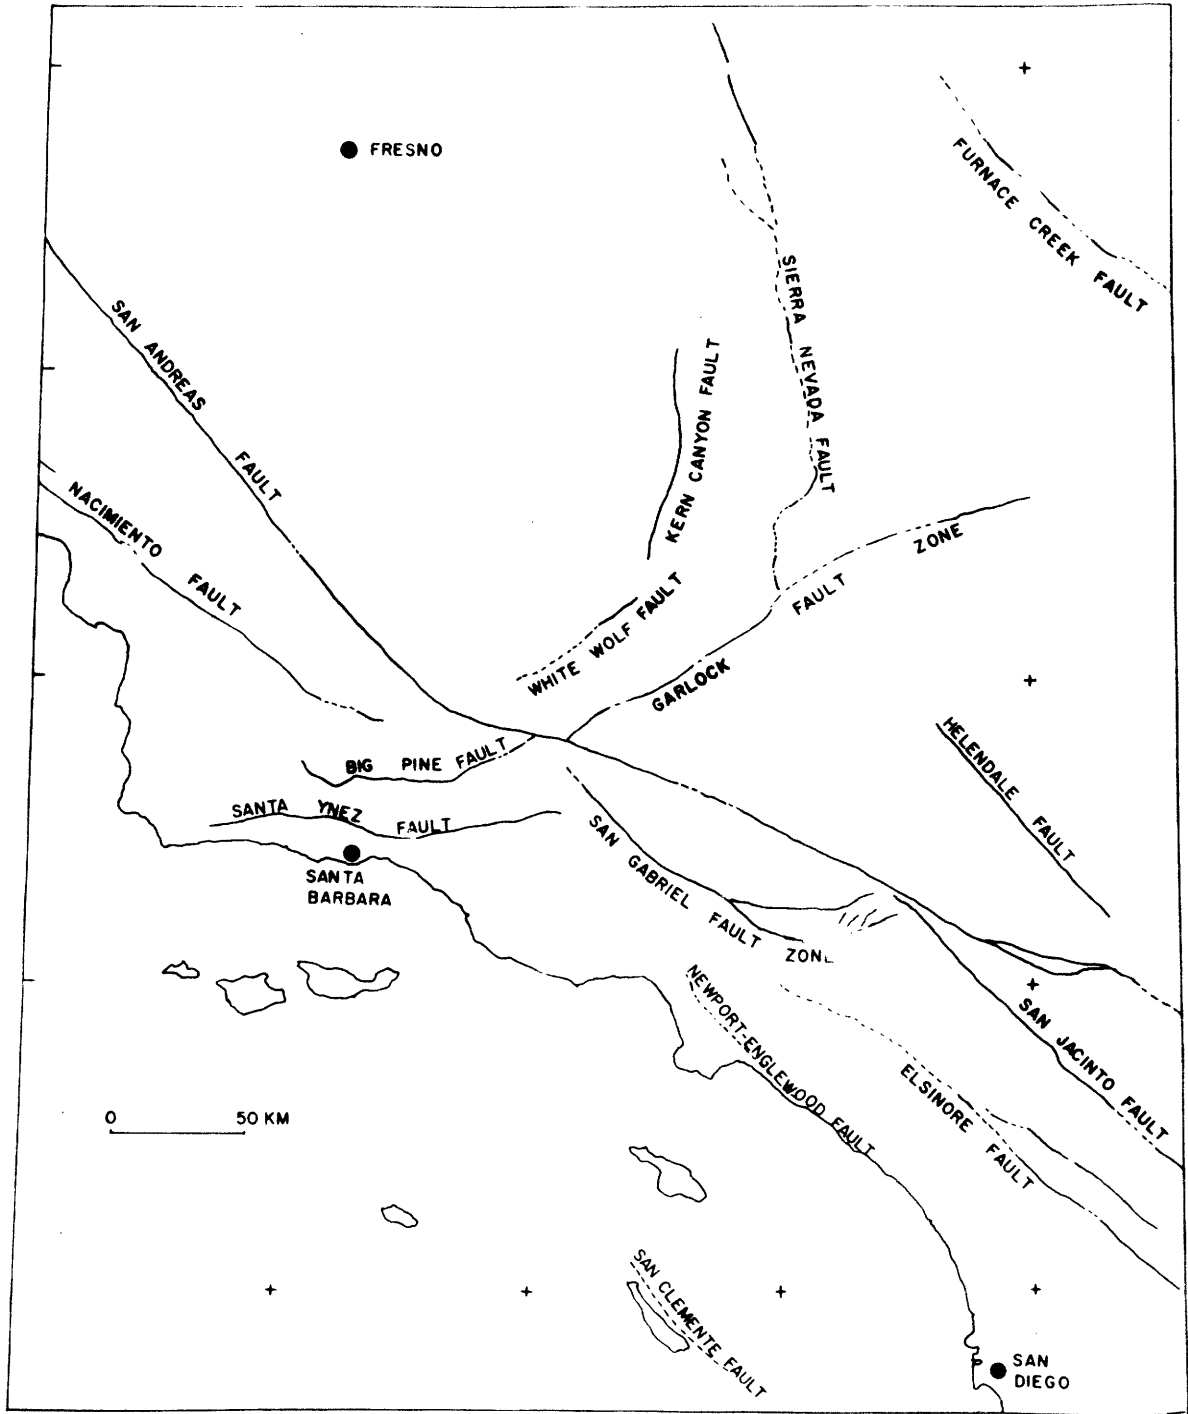 FRESNO
FURNACE CREEK FAULT
SIERRA NEVADA FAULT
SAN ANDREAS FAULT
KERN CANYON FAULT
NACIMIENTO FAULT
GARLOCK FAULT ZONE
WHITE WOLF FAULT
BIG PINE FAULT
HELENDALE FAULT
SANTA YNEZ FAULT
SAN GABRIEL FAULT ZONE
SANTA
BARBARA
NEWPORT-ENGLEWOOD FAULT
SAN JACINTO FAULT
ELSINORE FAULT
0 50 KM
SAN CLEMENTE FAULT
SAN
DIEGO